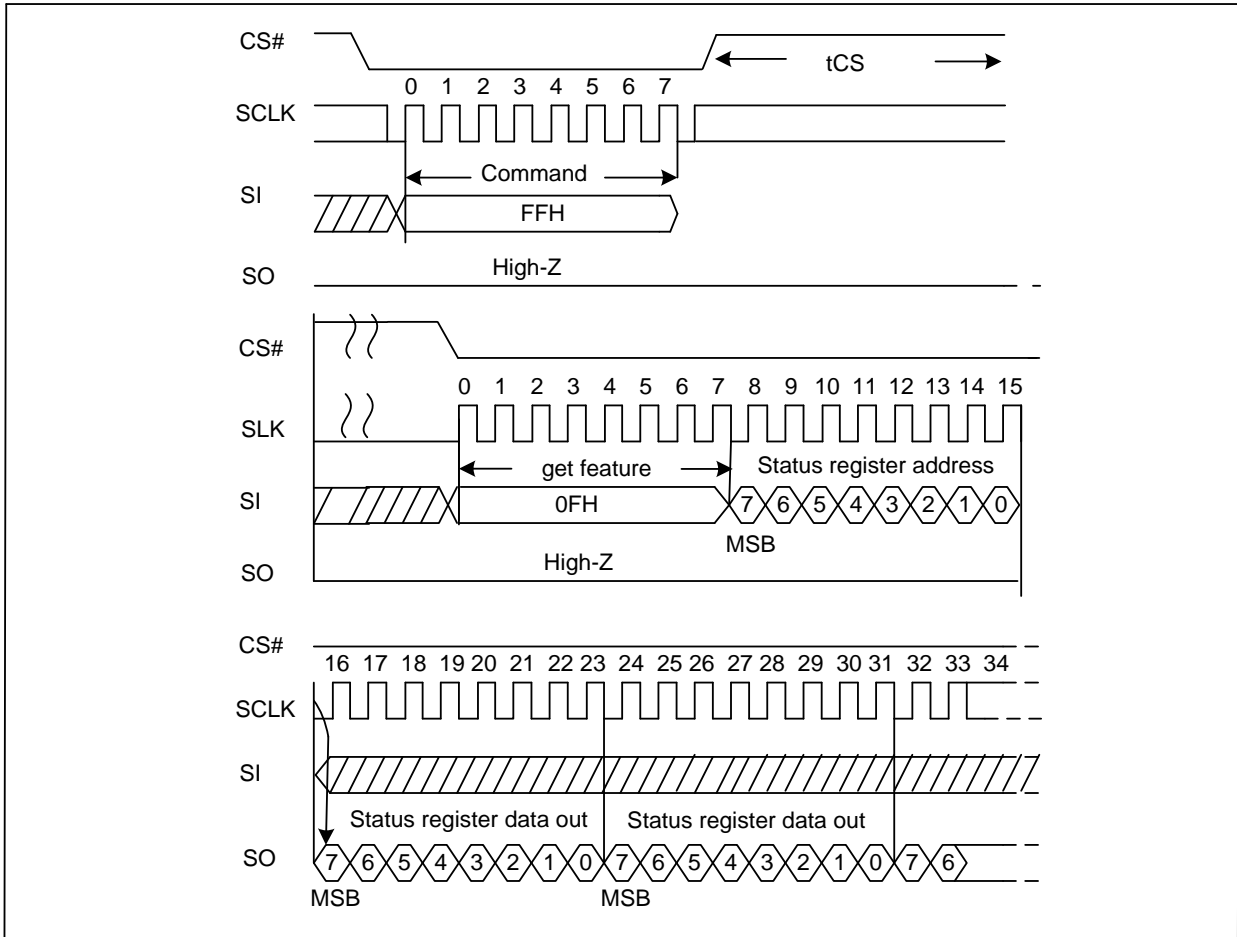 CS#
tCS
0 1 2 3 4 5 6 7
SCLK
Command
SI
FFH
High-Z
SO
CS#
0 1 2 3 4 5 6 7 8 9 10 11 12 13 14 15
SLK
get feature
Status register address
SI
0FH
7 6 5 4 3 2 1 0
MSB
High-Z
SO
CS#
16 17 18 19 20 21 22 23 24 25 26 27 28 29 30 31 32 33 34
SCLK
SI
Status register data out
Status register data out
SO
7 6 5 4 3 2 1 0 7 6 5 4 3 2 1 0 7 6
MSB
MSB